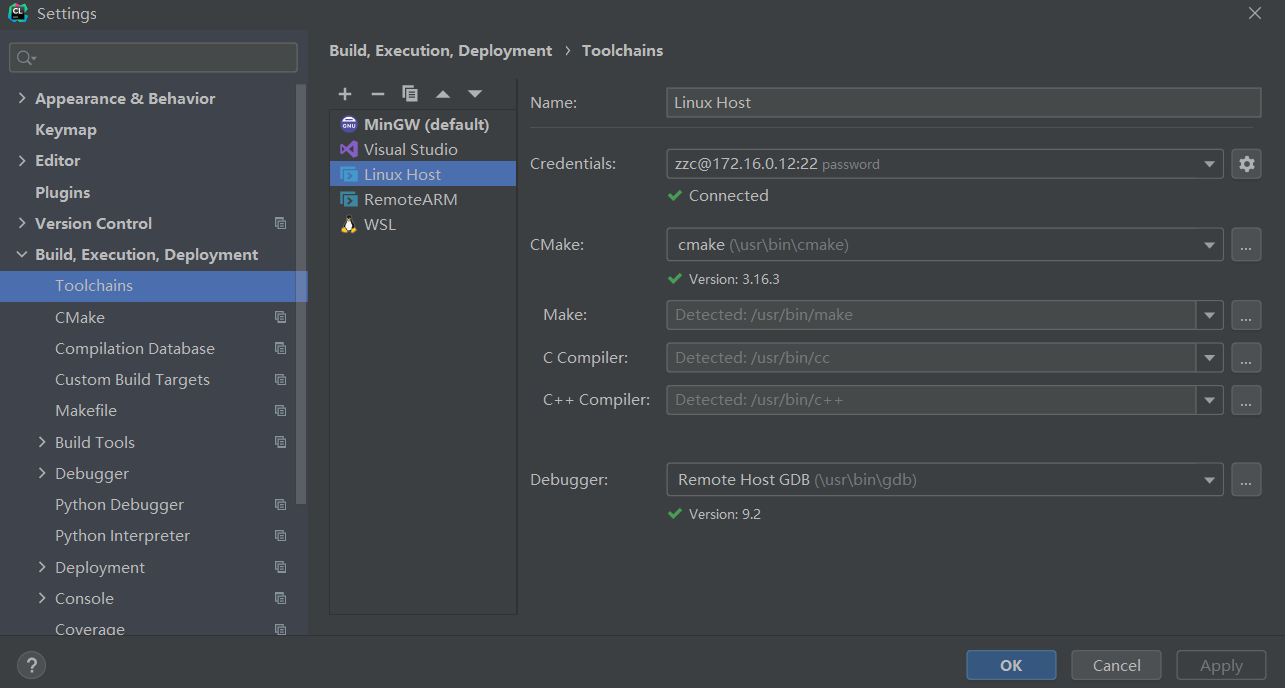 CL
Settings
Appearance & Behavior
Keymap
Editor
Plugins
Version Control
Build, Execution, Deployment
Toolchains
CMake
Compilation Database
Custom Build Targets
Makefile
Build Tools
Debugger
Python Debugger
Python Interpreter
Deployment
Console
Coverage
?
Build, Execution, Deployment › Toolchains
GNU
MinGW (default)
Visual Studio
Linux Host
RemoteARM
WSL
Name: Linux Host
Credentials: zzc@172.16.0.12:22 password
Connected
CMake: cmake (\usr\bin\cmake) ...
Version: 3.16.3
Make: Detected: /usr/bin/make ...
C Compiler: Detected: /usr/bin/cc ...
C++ Compiler: Detected: /usr/bin/c++ ...
Debugger: Remote Host GDB (\usr\bin\gdb) ...
Version: 9.2
OK Cancel Apply